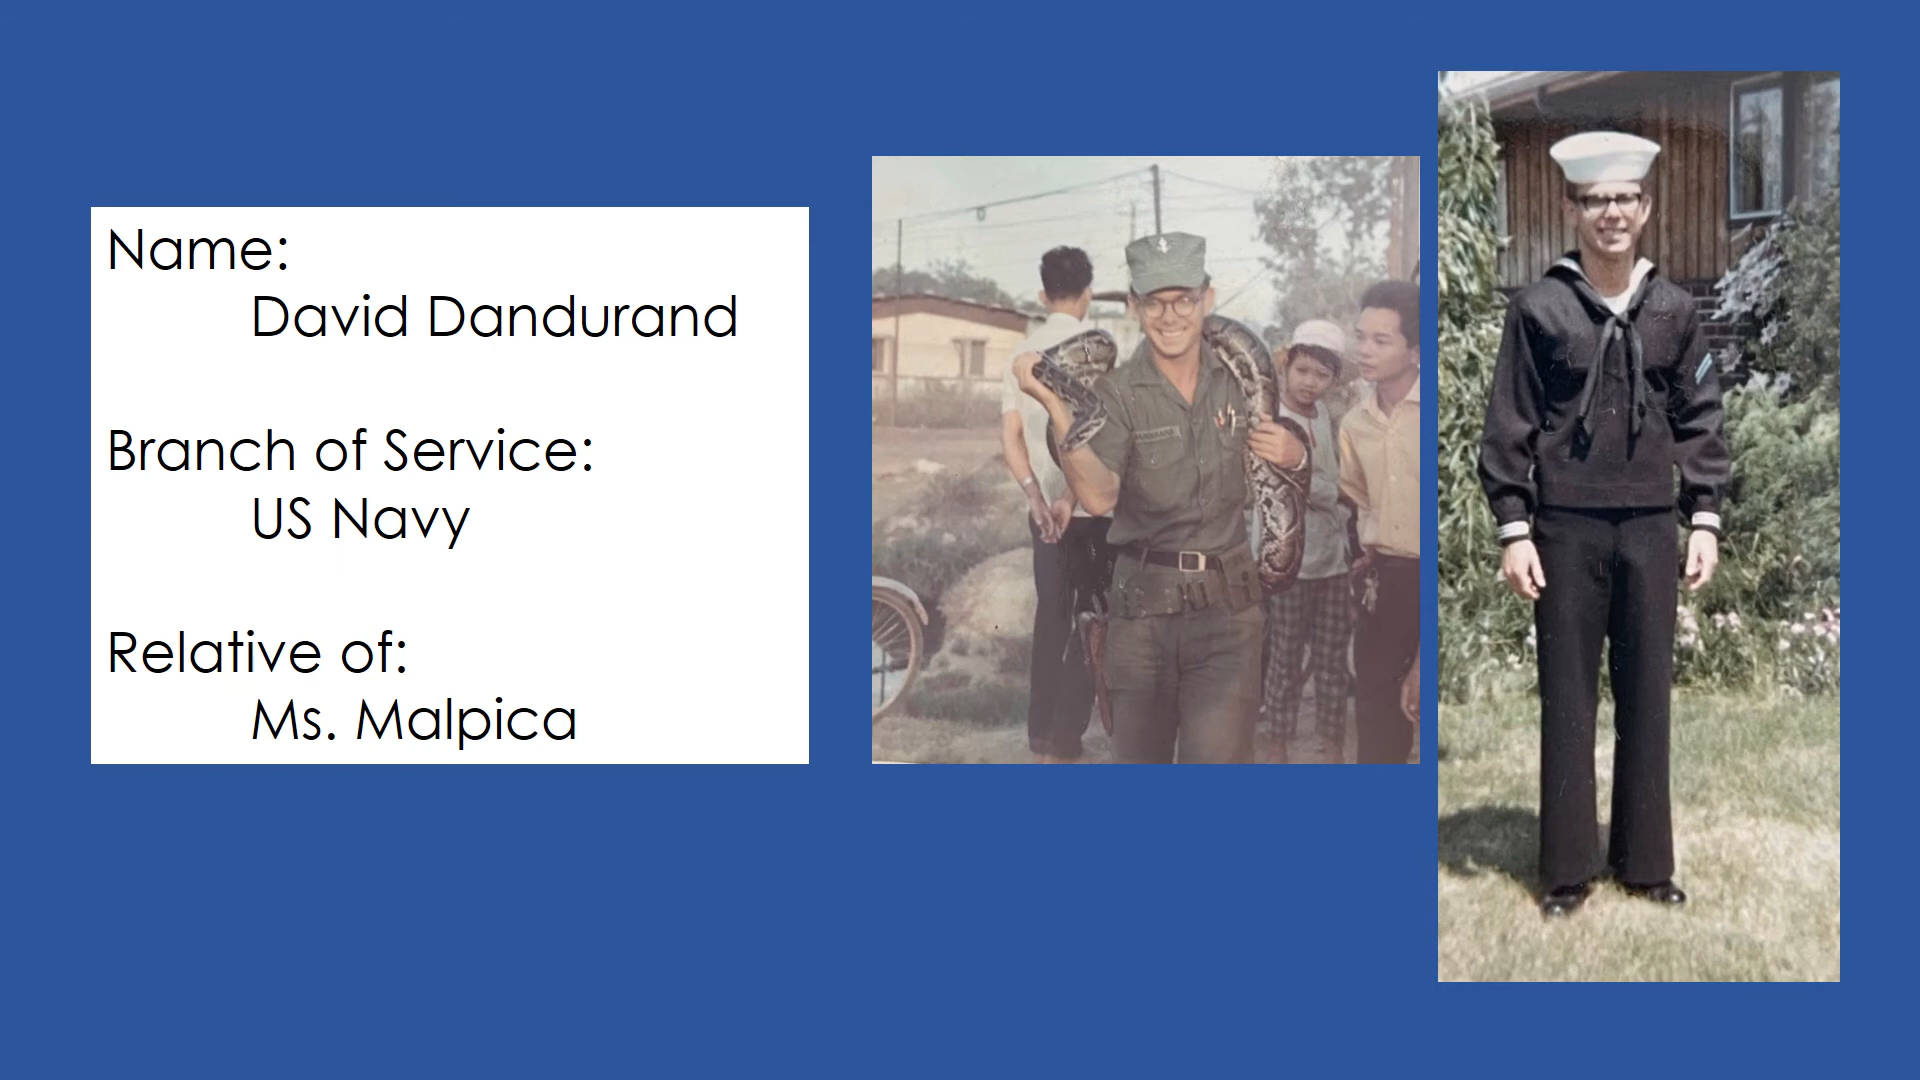 Name:
David Dandurand
Branch of Service:
US Navy
Relative of:
Ms. Malpica